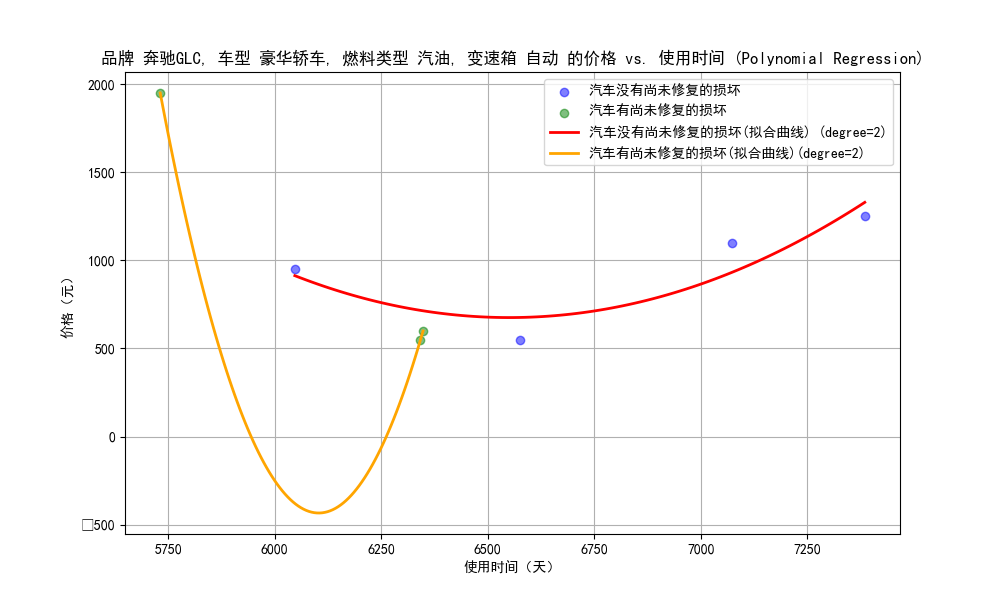 品牌 奔驰GLC, 车型 豪华轿车, 燃料类型 汽油, 变速箱 自动 的价格 vs. 使用时间 (Polynomial Regression)
汽车没有尚未修复的损坏
汽车有尚未修复的损坏
汽车没有尚未修复的损坏(拟合曲线) (degree=2)
汽车有尚未修复的损坏(拟合曲线)(degree=2)
价格（元）
2000
1500
1000
500
0
□500
5750 6000 6250 6500 6750 7000 7250
使用时间（天）